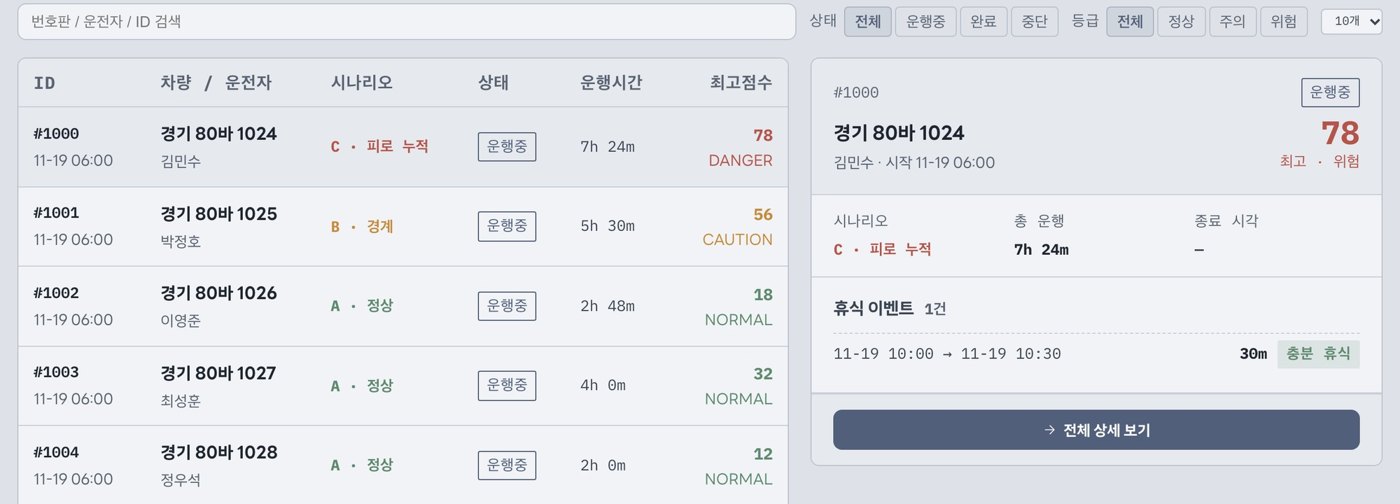 번호판 / 운전자 / ID 검색
상태 전체 운행중 완료 중단 등급 전체 정상 주의 위험 10개
ID 차량 / 운전자 시나리오 상태 운행시간 최고점수
#1000 경기 80바 1024 C · 피로 누적 운행중 7h 24m 78
11-19 06:00 김민수 DANGER
#1001 경기 80바 1025 B · 경계 운행중 5h 30m 56
11-19 06:00 박정호 CAUTION
#1002 경기 80바 1026 A · 정상 운행중 2h 48m 18
11-19 06:00 이영준 NORMAL
#1003 경기 80바 1027 A · 정상 운행중 4h 0m 32
11-19 06:00 최성훈 NORMAL
#1004 경기 80바 1028 A · 정상 운행중 2h 0m 12
11-19 06:00 정우석 NORMAL
#1000 운행중
경기 80바 1024 78
김민수 · 시작 11-19 06:00 최고 · 위험
시나리오 총 운행 종료 시각
C · 피로 누적 7h 24m —
휴식 이벤트 1건
11-19 10:00 → 11-19 10:30 30m 충분 휴식
→ 전체 상세 보기